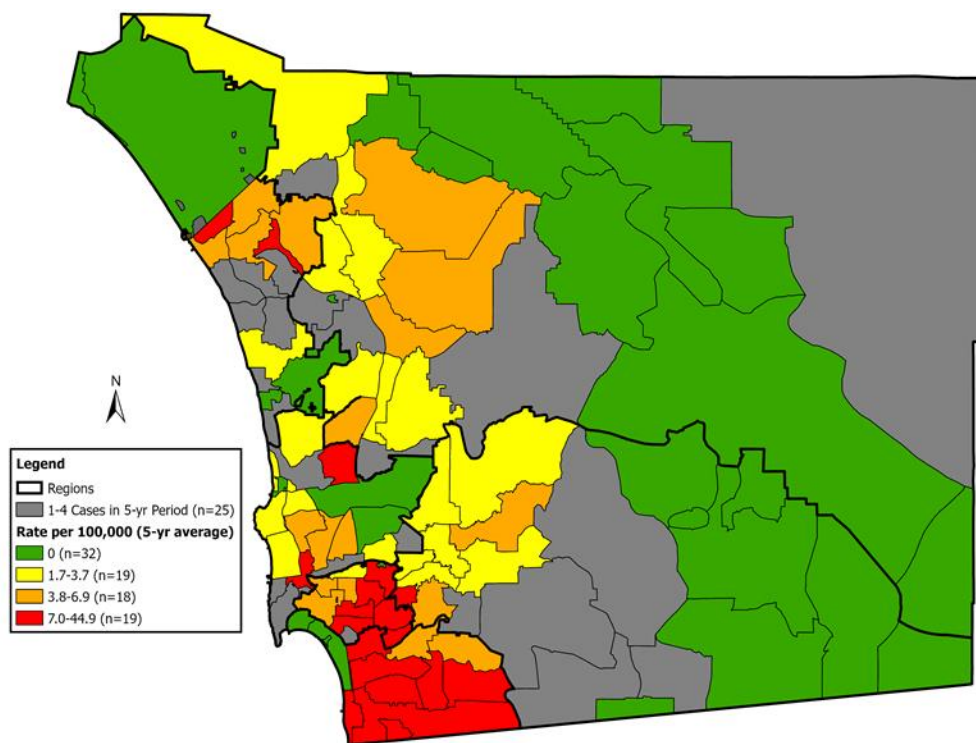 N
Legend
Regions
1-4 Cases in 5-yr Period (n=25)
Rate per 100,000 (5-yr average)
0 (n=32)
1.7-3.7 (n=19)
3.8-6.9 (n=18)
7.0-44.9 (n=19)